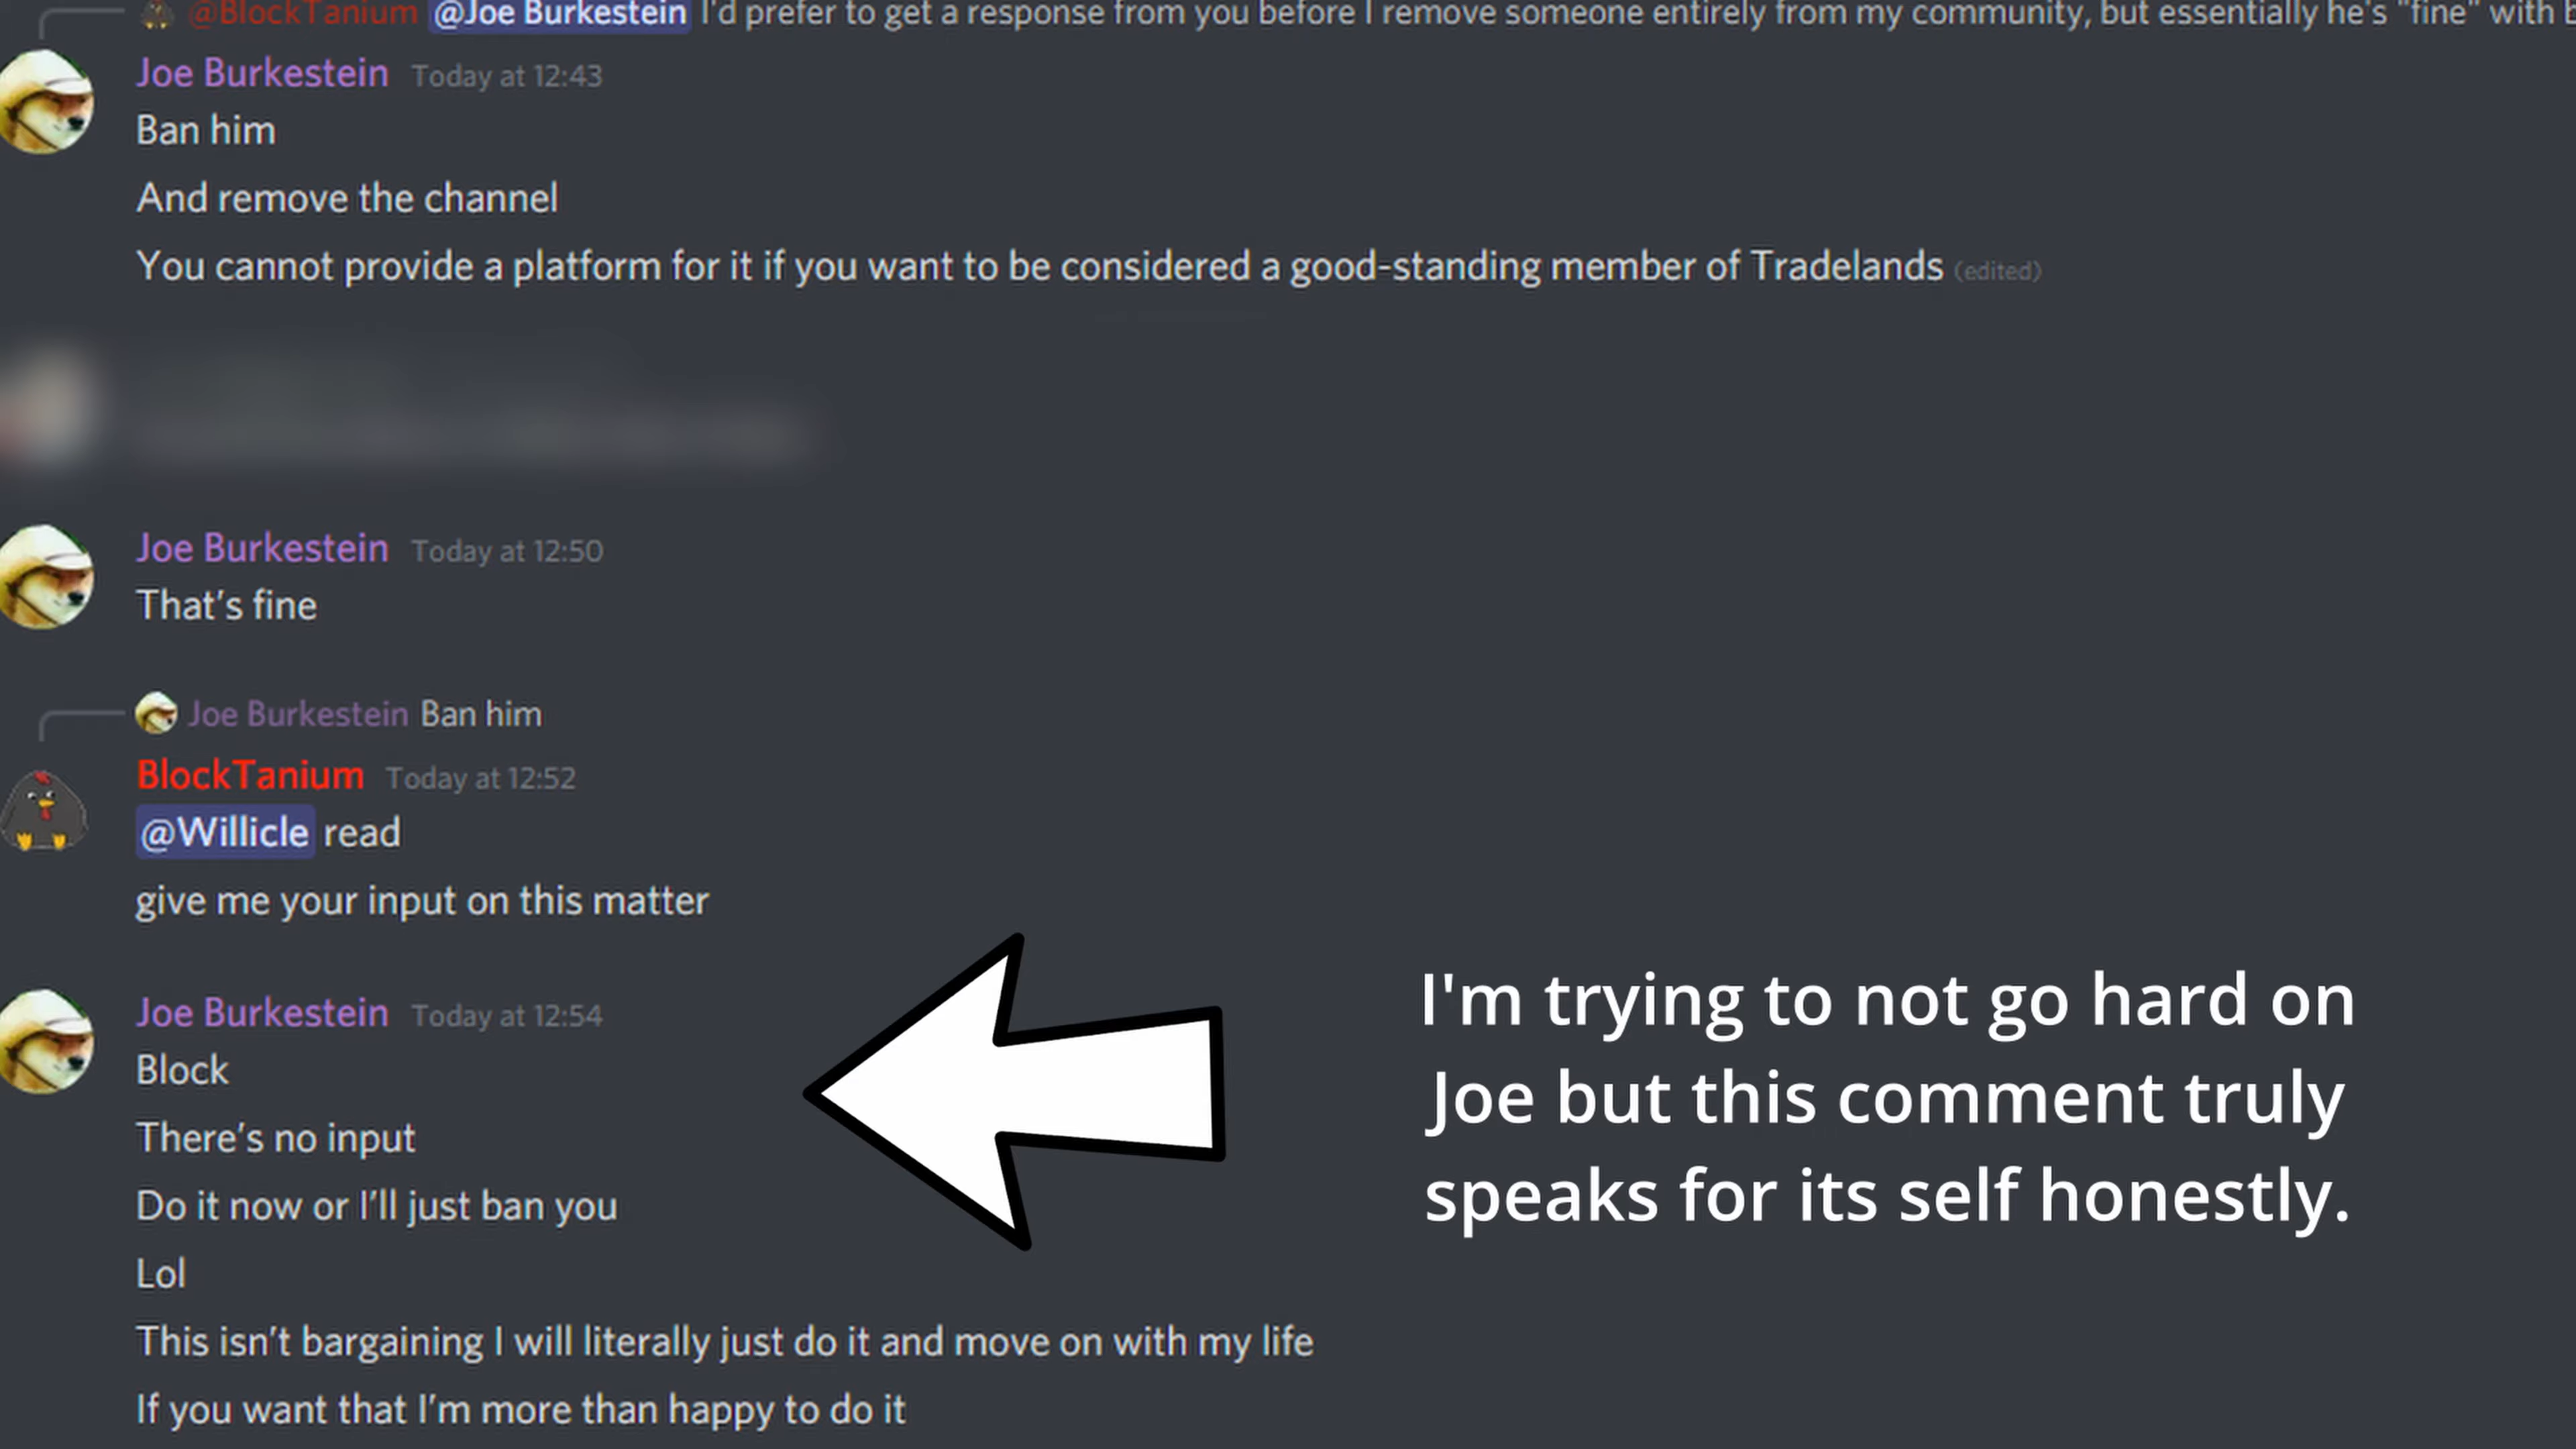 @BlockTanium @Joe Burkestein I'd prefer to get a response from you before I remove someone entirely from my community, but essentially he's "fine" with
Joe Burkestein Today at 12:43
Ban him
And remove the channel
You cannot provide a platform for it if you want to be considered a good-standing member of Tradelands (edited)
Joe Burkestein Today at 12:50
That's fine
Joe Burkestein Ban him
BlockTanium Today at 12:52
@Willicle read
give me your input on this matter
Joe Burkestein Today at 12:54
Block
There's no input
Do it now or I'll just ban you
Lol
This isn't bargaining I will literally just do it and move on with my life
If you want that I'm more than happy to do it
I'm trying to not go hard on
Joe but this comment truly
speaks for its self honestly.